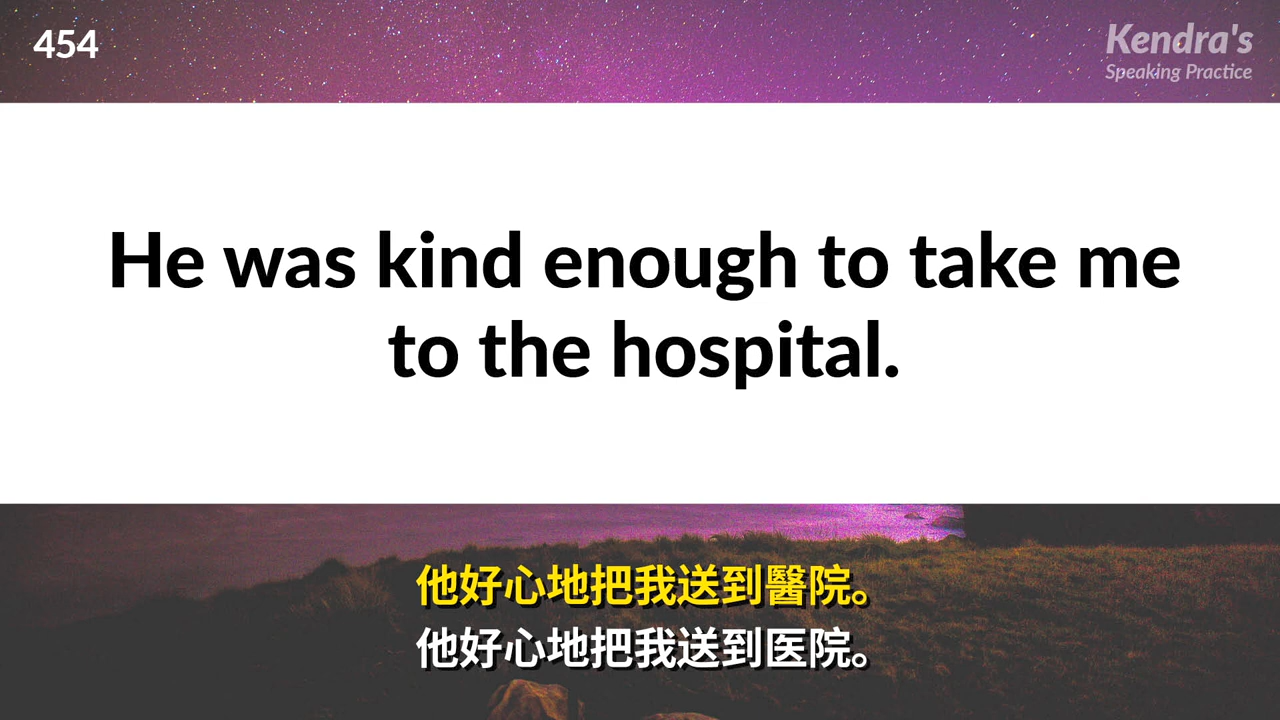 454
Kendra's
Speaking Practice
He was kind enough to take me
to the hospital.
他好心地把我送到醫院。
他好心地把我送到医院。